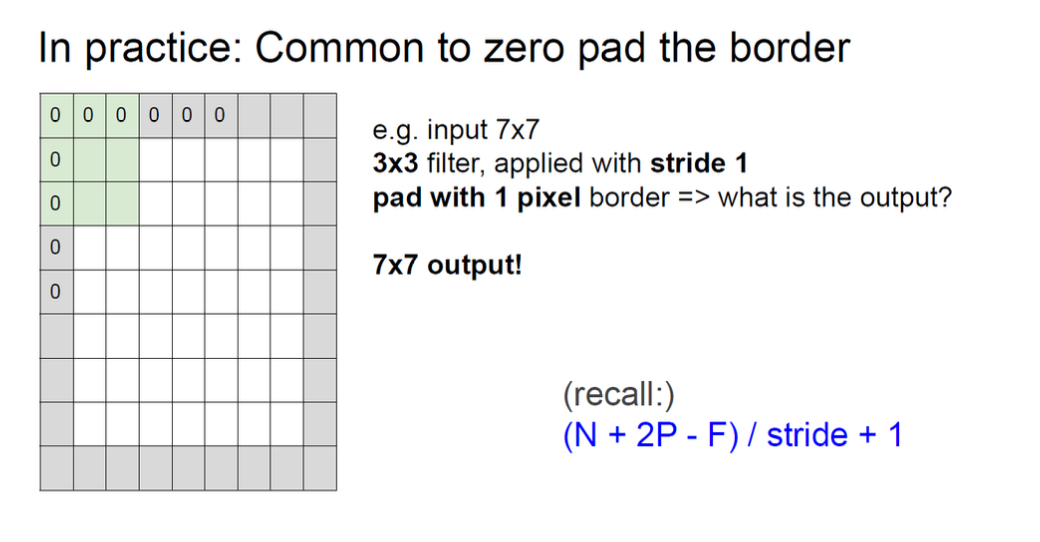 In practice: Common to zero pad the border
0 0 0 0 0 0
0
0
0
0
e.g. input 7x7
3x3 filter, applied with stride 1
pad with 1 pixel border => what is the output?
7x7 output!
(recall:)
(N + 2P - F) / stride + 1